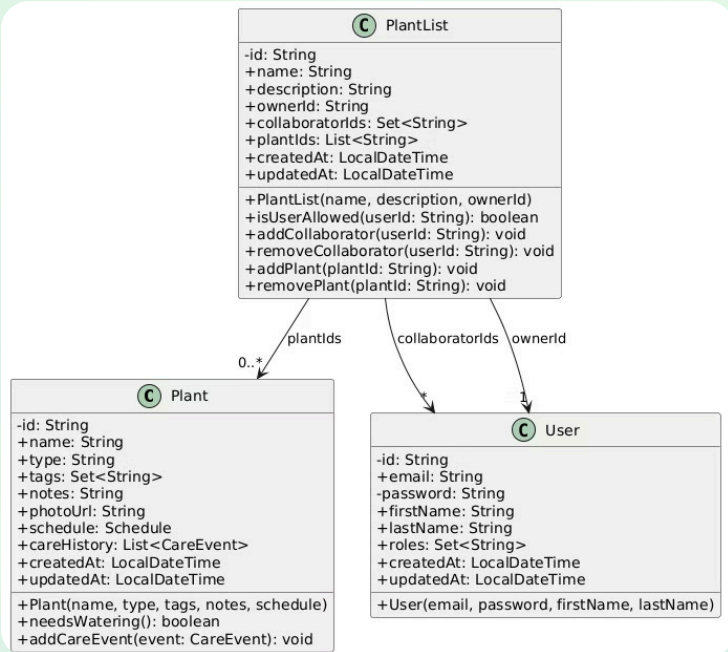 C PlantList
-id: String
+name: String
+description: String
+ownerId: String
+collaboratorIds: Set<String>
+plantIds: List<String>
+createdAt: LocalDateTime
+updatedAt: LocalDateTime
+PlantList(name, description, ownerId)
+isUserAllowed(userId: String): boolean
+addCollaborator(userId: String): void
+removeCollaborator(userId: String): void
+addPlant(plantId: String): void
+removePlant(plantId: String): void
plantIds
collaboratorIds
ownerId
0..*
*
1
C Plant
-id: String
+name: String
+type: String
+tags: Set<String>
+notes: String
+photoUrl: String
+schedule: Schedule
+careHistory: List<CareEvent>
+createdAt: LocalDateTime
+updatedAt: LocalDateTime
+Plant(name, type, tags, notes, schedule)
+needsWatering(): boolean
+addCareEvent(event: CareEvent): void
C User
-id: String
+email: String
-password: String
+firstName: String
+lastName: String
+roles: Set<String>
+createdAt: LocalDateTime
+updatedAt: LocalDateTime
+User(email, password, firstName, lastName)